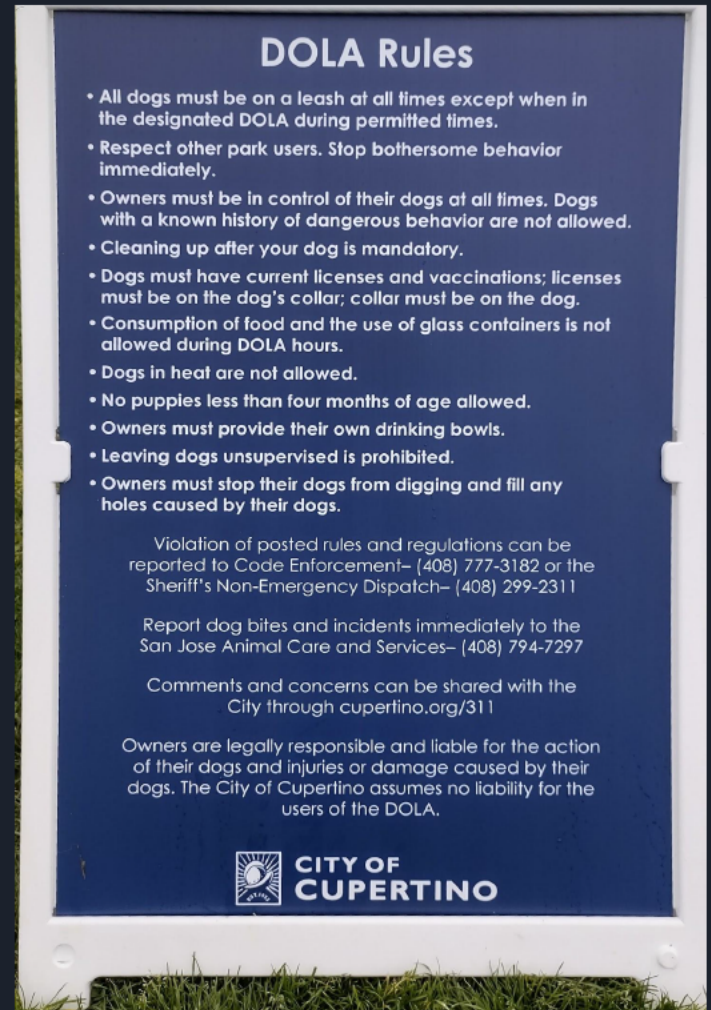 DOLA Rules
• All dogs must be on a leash at all times except when in
the designated DOLA during permitted times.
• Respect other park users. Stop bothersome behavior
immediately.
• Owners must be in control of their dogs at all times. Dogs
with a known history of dangerous behavior are not allowed.
• Cleaning up after your dog is mandatory.
• Dogs must have current licenses and vaccinations; licenses
must be on the dog's collar; collar must be on the dog.
• Consumption of food and the use of glass containers is not
allowed during DOLA hours.
• Dogs in heat are not allowed.
• No puppies less than four months of age allowed.
• Owners must provide their own drinking bowls.
• Leaving dogs unsupervised is prohibited.
• Owners must stop their dogs from digging and fill any
holes caused by their dogs.
Violation of posted rules and regulations can be
reported to Code Enforcement– (408) 777-3182 or the
Sheriff's Non-Emergency Dispatch– (408) 299-2311
Report dog bites and incidents immediately to the
San Jose Animal Care and Services– (408) 794-7297
Comments and concerns can be shared with the
City through cupertino.org/311
Owners are legally responsible and liable for the action
of their dogs and injuries or damage caused by their
dogs. The City of Cupertino assumes no liability for the
users of the DOLA.
CITY OF
CUPERTINO